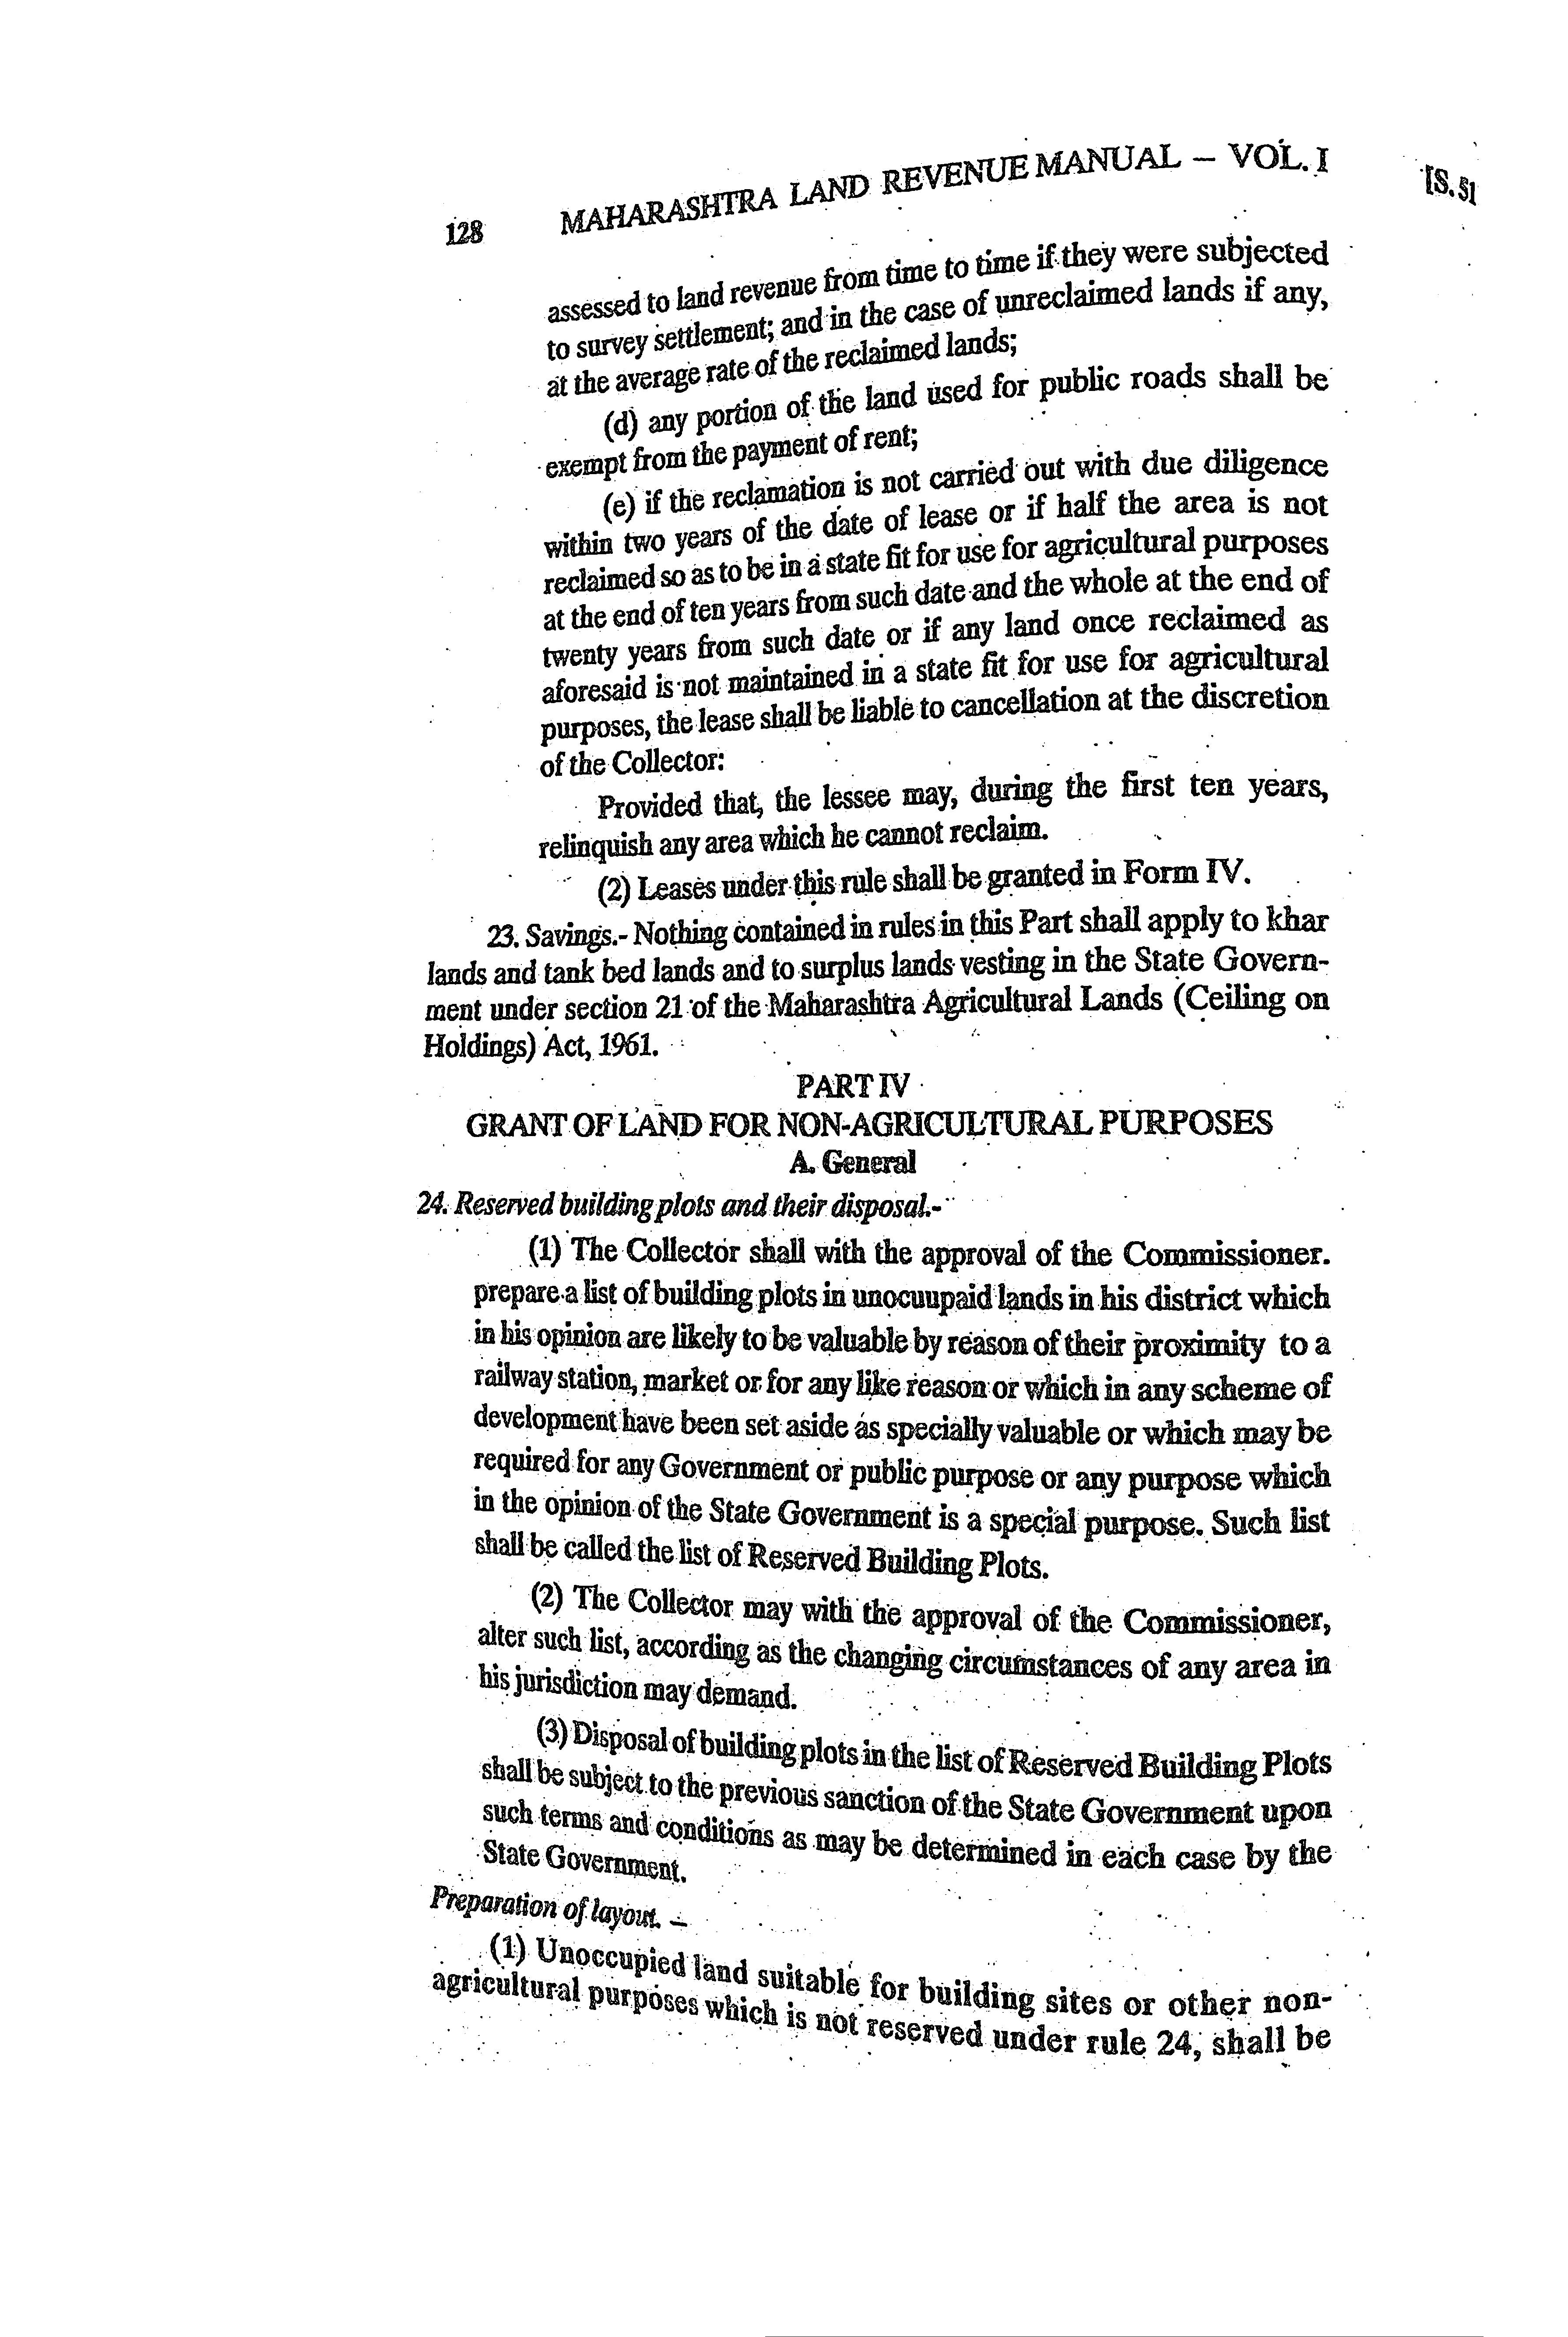 128 MAHARASHTRA LAND REVENUE MANUAL – VOL. I [S. 51
assessed to land revenue from time to time if they were subjected
to survey settlement; and in the case of unreclaimed lands if any,
at the average rate of the reclaimed lands;
(d) any portion of the land used for public roads shall be
exempt from the payment of rent;
(e) if the reclamation is not carried out with due diligence
within two years of the date of lease or if half the area is not
reclaimed so as to be in a state fit for use for agricultural purposes
at the end of ten years from such date and the whole at the end of
twenty years from such date or if any land once reclaimed as
aforesaid is not maintained in a state fit for use for agricultural
purposes, the lease shall be liable to cancellation at the discretion
of the Collector:
Provided that, the lessee may, during the first ten years,
relinquish any area which he cannot reclaim.
(2) Leases under this rule shall be granted in Form IV.
23. Savings.- Nothing contained in rules in this Part shall apply to khar
lands and tank bed lands and to surplus lands vesting in the State Govern-
ment under section 21 of the Maharashtra Agricultural Lands (Ceiling on
Holdings) Act, 1961.
PART IV
GRANT OF LAND FOR NON-AGRICULTURAL PURPOSES
A. General
24. Reserved building plots and their disposal.-
(1) The Collector shall with the approval of the Commissioner.
prepare a list of building plots in unocuupaid lands in his district which
in his opinion are likely to be valuable by reason of their proximity to a
railway station, market or for any like reason or which in any scheme of
development have been set aside as specially valuable or which may be
required for any Government or public purpose or any purpose which
in the opinion of the State Government is a special purpose. Such list
shall be called the list of Reserved Building Plots.
(2) The Collector may with the approval of the Commissioner,
alter such list, according as the changing circumstances of any area in
his jurisdiction may demand.
(3) Disposal of building plots in the list of Reserved Building Plots
shall be subject to the previous sanction of the State Government upon
such terms and conditions as may be determined in each case by the
State Government.
Preparation of layout. –
(1) Unoccupied land suitable for building sites or other non-
agricultural purposes which is not reserved under rule 24, shall be